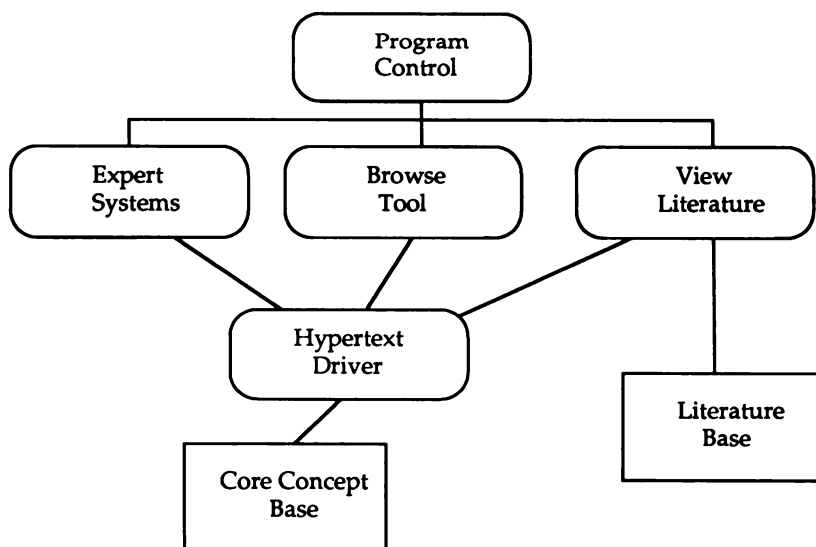 Program
Control
Expert
Systems
Browse
Tool
View
Literature
Hypertext
Driver
Literature
Base
Core Concept
Base